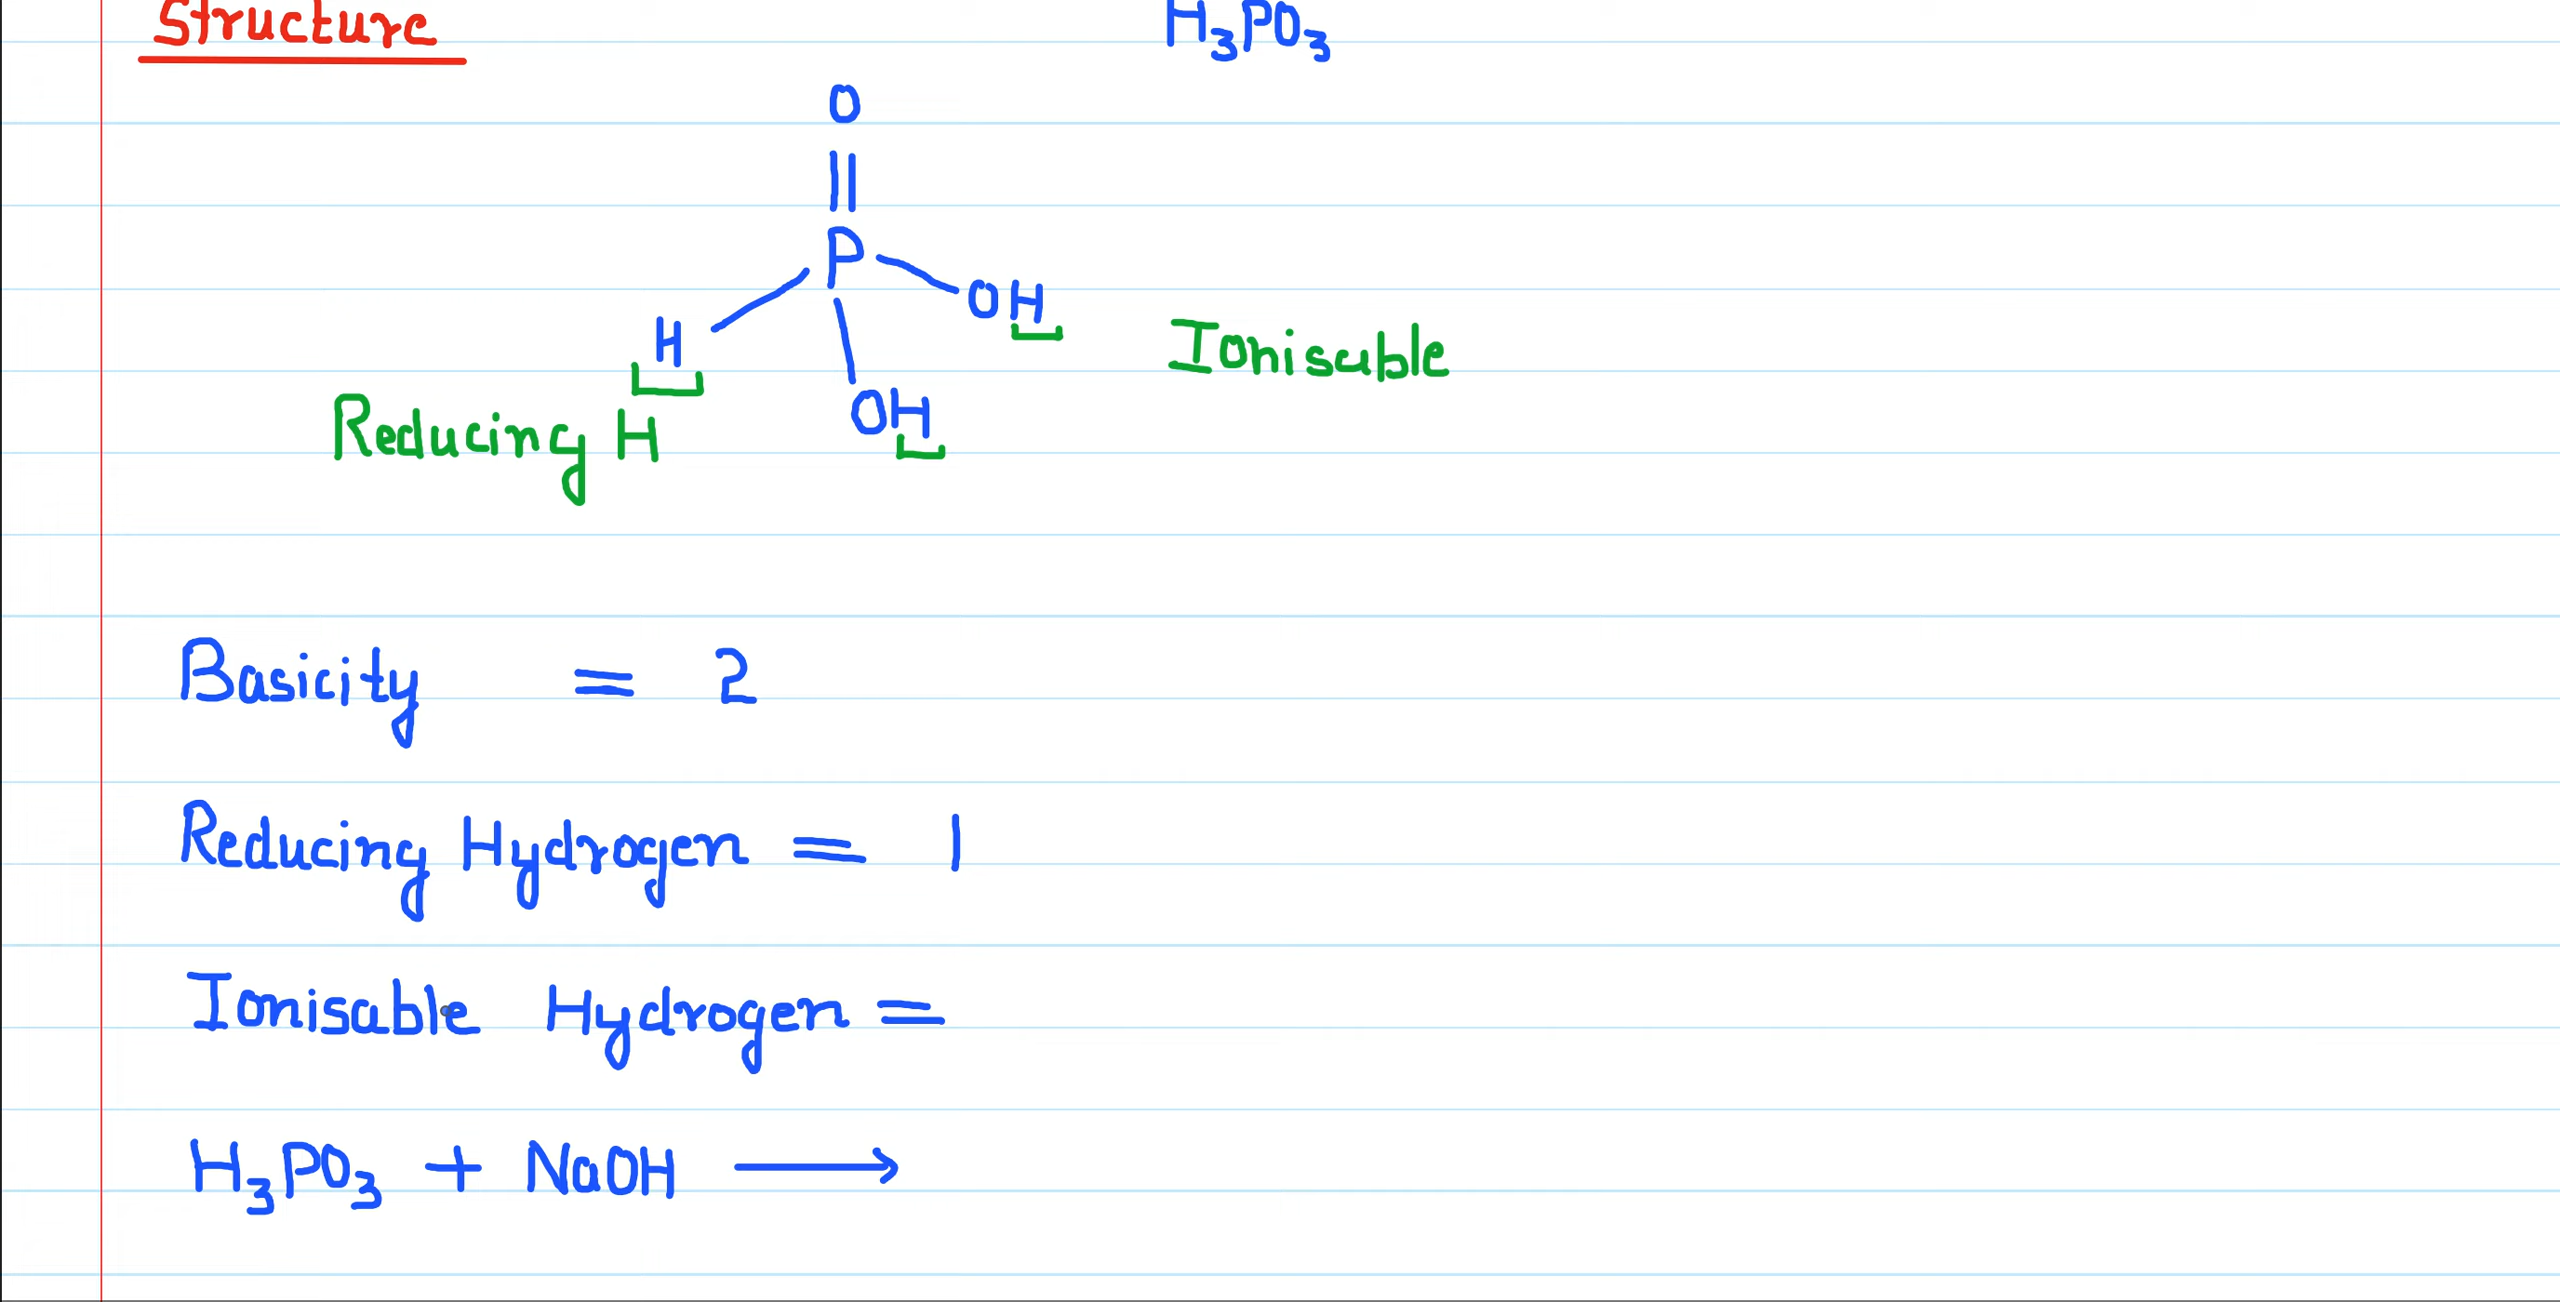 Structure
H₃PO₃
O
P
OH
H
Ionisable
OH
Reducing H
Basicity = 2
Reducing Hydrogen = 1
Ionisable Hydrogen =
H₃PO₃ + NaOH ⟶